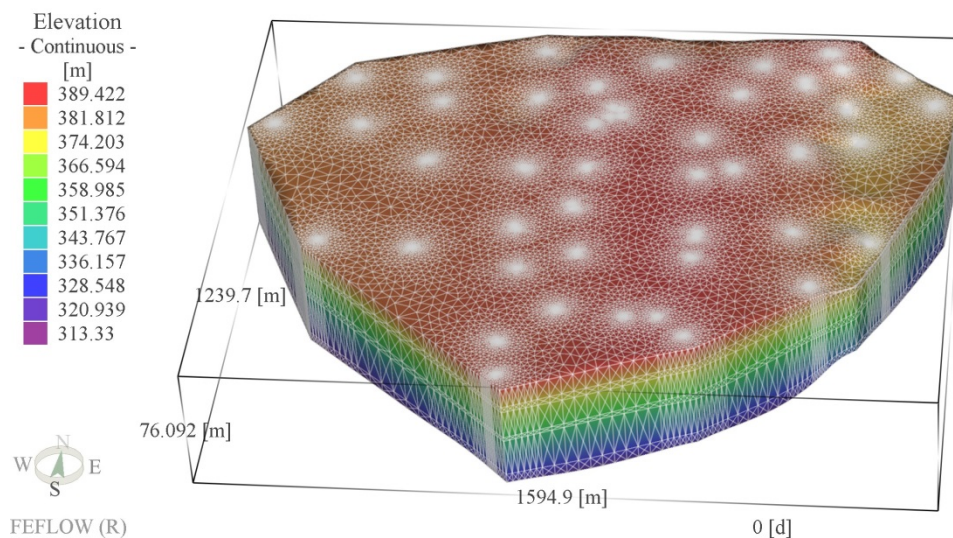 Elevation
- Continuous -
[m]
389.422
381.812
374.203
366.594
358.985
351.376
343.767
336.157
328.548
320.939
313.33
1239.7 [m]
76.092 [m]
1594.9 [m]
0 [d]
N
W E
S
FEFLOW (R)